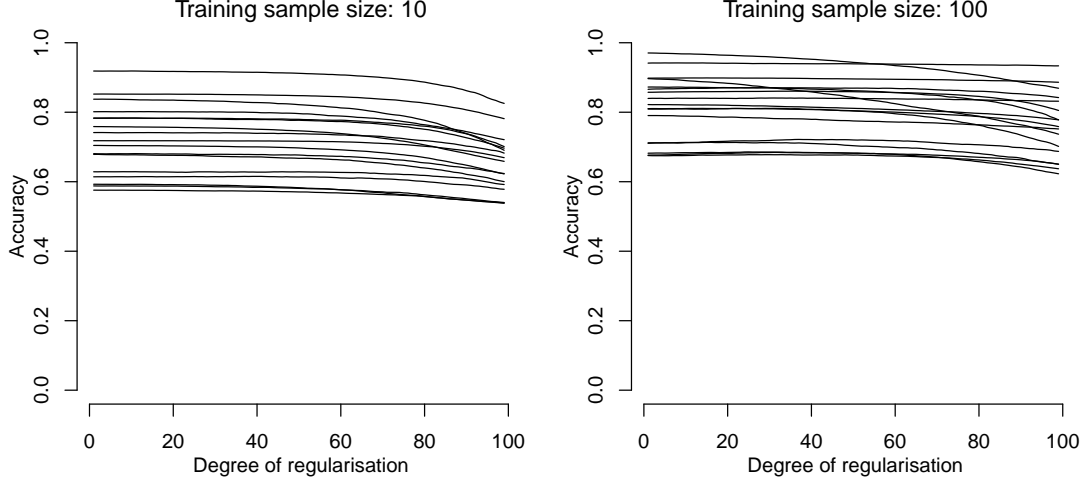 Training sample size: 10
1.0
0.8
0.6
0.4
0.2
0.0
Accuracy
0 20 40 60 80 100
Degree of regularisation
Training sample size: 100
1.0
0.8
0.6
0.4
0.2
0.0
Accuracy
0 20 40 60 80 100
Degree of regularisation